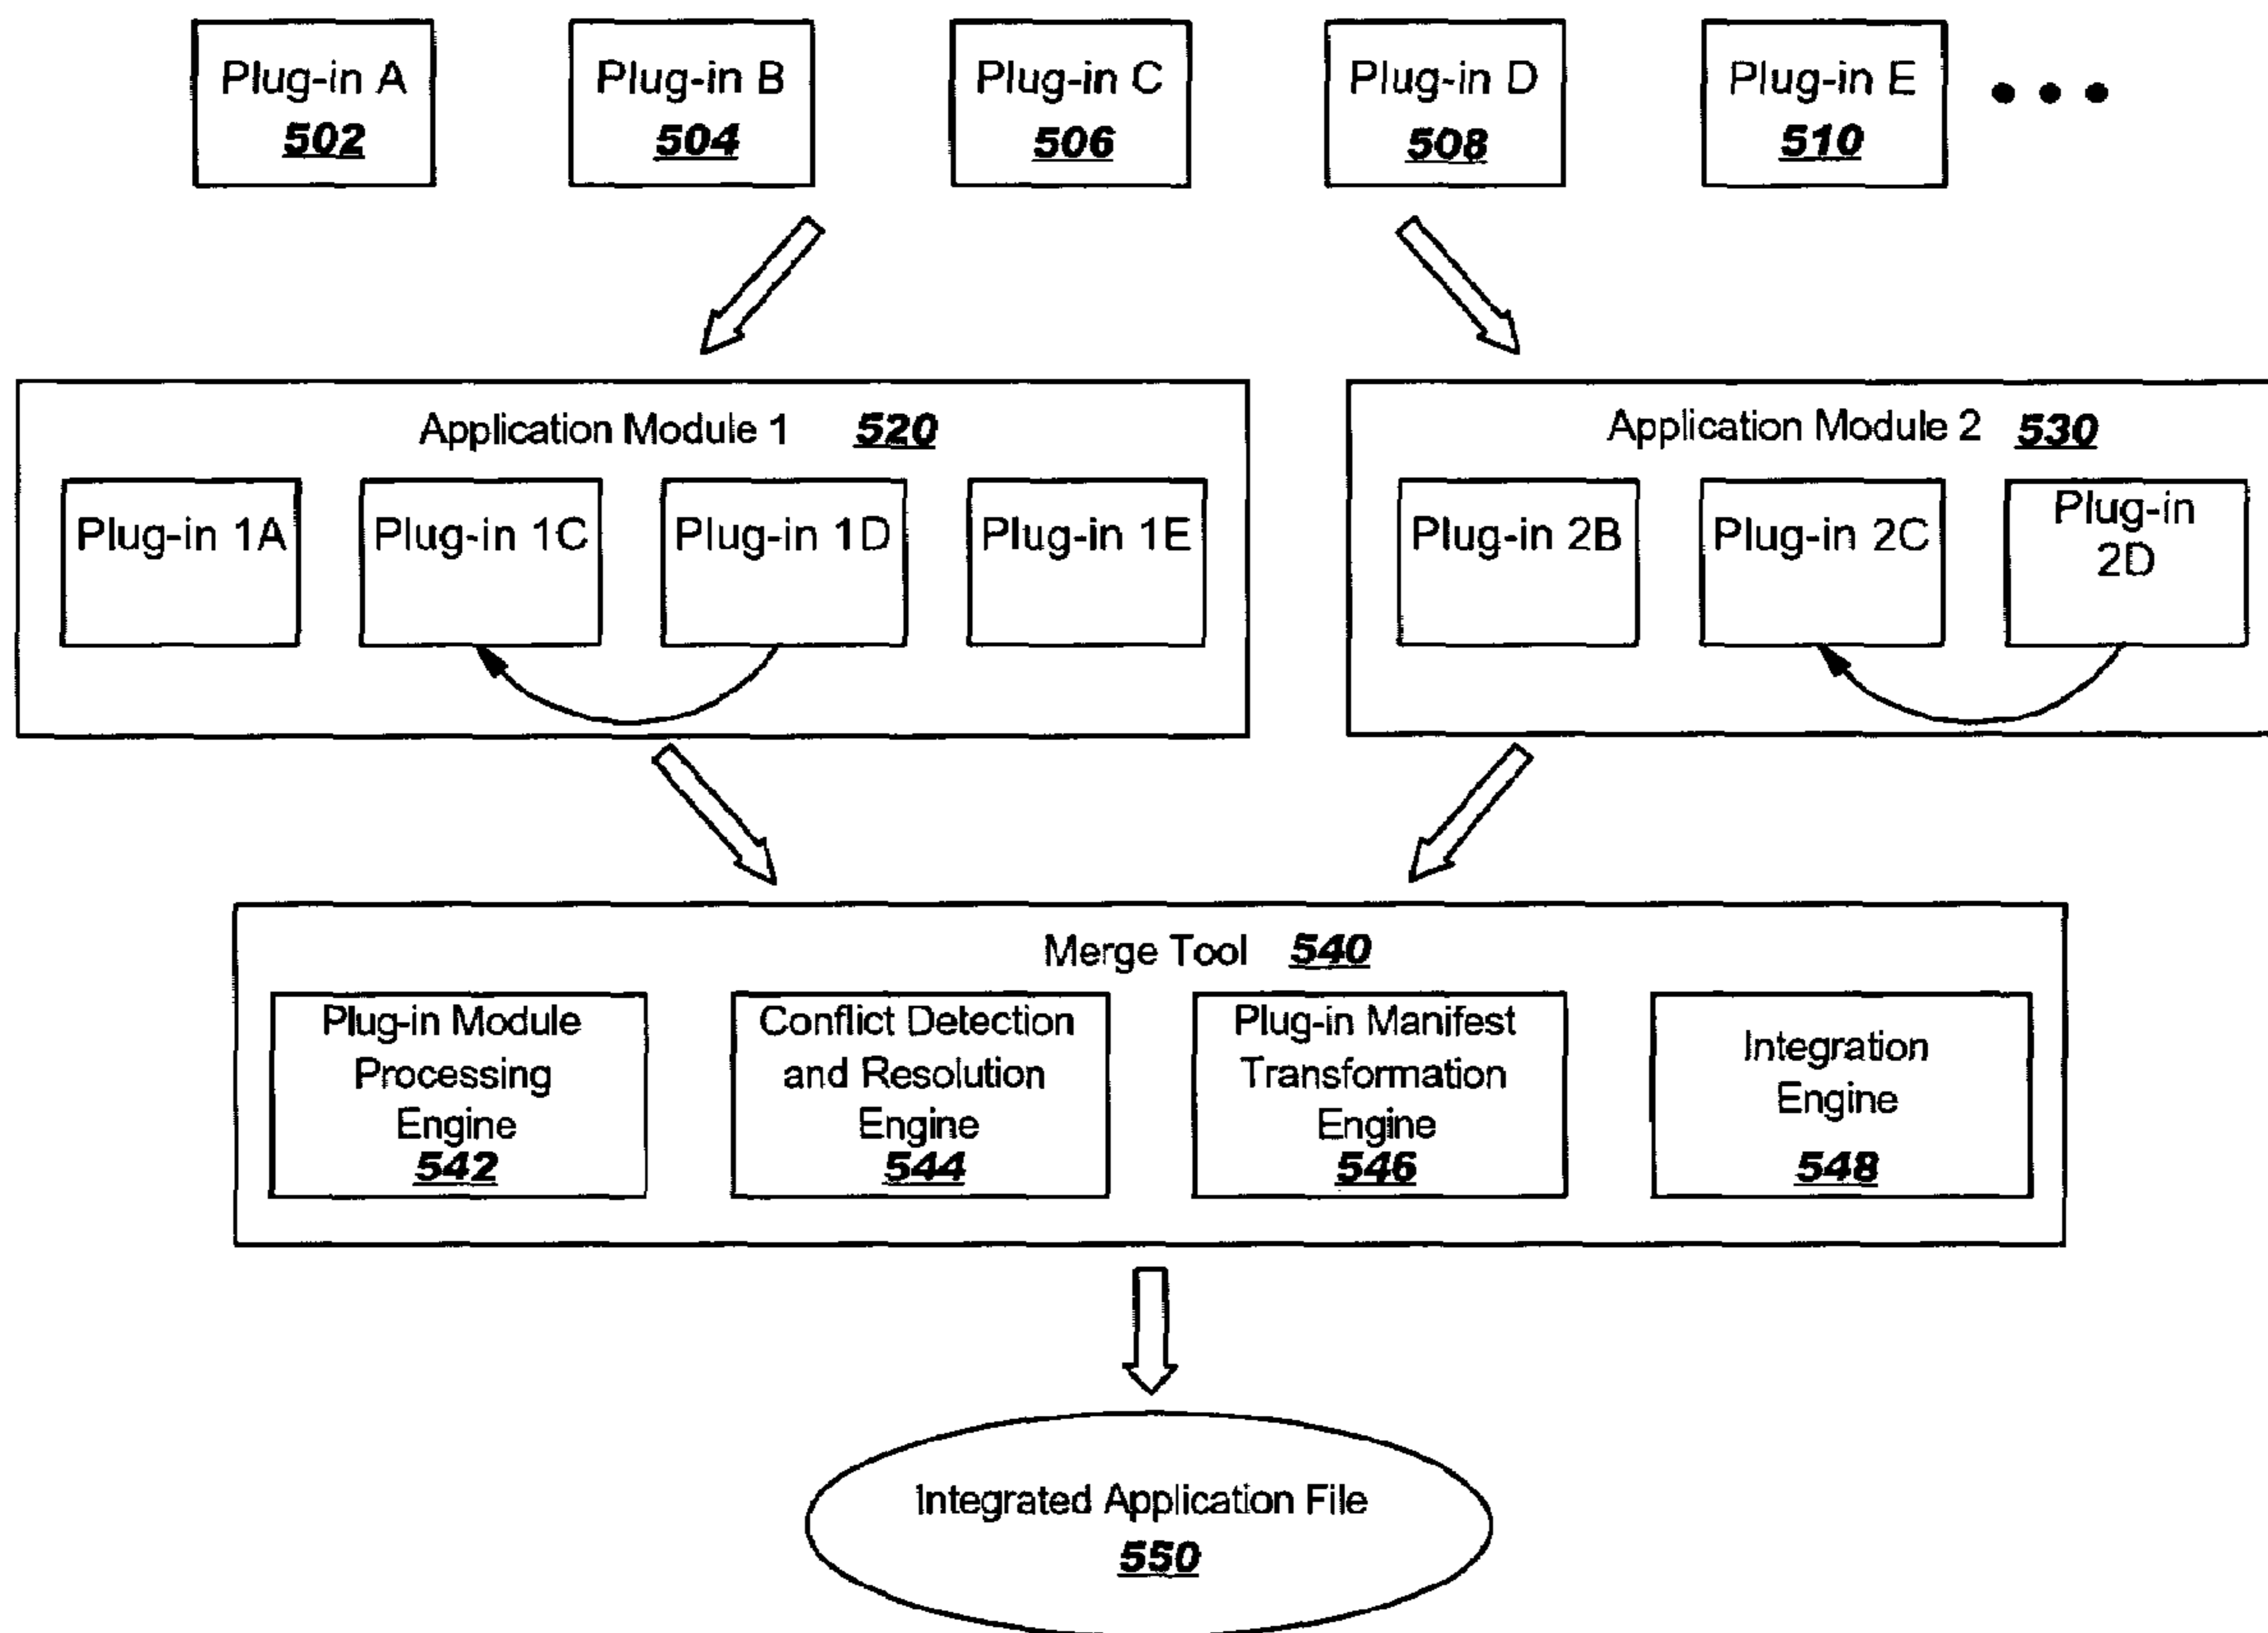 Plug-in A
502
Plug-in B
504
Plug-in C
506
Plug-in D
508
Plug-in E
510
Application Module 1 520
Plug-in 1A
Plug-in 1C
Plug-in 1D
Plug-in 1E
Application Module 2 530
Plug-in 2B
Plug-in 2C
Plug-in
2D
Merge Tool 540
Plug-in Module
Processing
Engine
542
Conflict Detection
and Resolution
Engine
544
Plug-in Manifest
Transformation
Engine
546
Integration
Engine
548
Integrated Application File
550